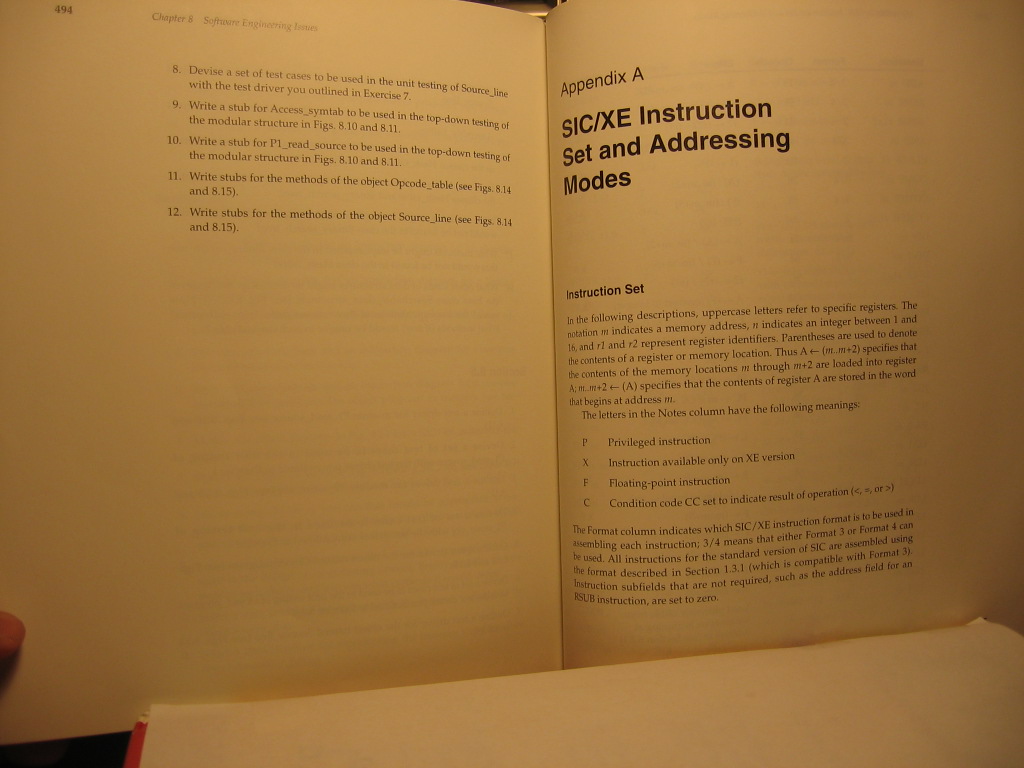 494
Chapter 8 Software Engineering Issues
8. Devise a set of test cases to be used in the unit testing of Source_line
with the test driver you outlined in Exercise 7.
9. Write a stub for Access_symtab to be used in the top-down testing of
the modular structure in Figs. 8.10 and 8.11.
10. Write a stub for P1_read_source to be used in the top-down testing of
the modular structure in Figs. 8.10 and 8.11.
11. Write stubs for the methods of the object Opcode_table (see Figs. 8.14
and 8.15).
12. Write stubs for the methods of the object Source_line (see Figs. 8.14
and 8.15).
Appendix A
SIC/XE Instruction
Set and Addressing
Modes
Instruction Set
In the following descriptions, uppercase letters refer to specific registers. The
notation m indicates a memory address, n indicates an integer between 1 and
16, and r1 and r2 represent register identifiers. Parentheses are used to denote
the contents of a register or memory location. Thus A ← (m..m+2) specifies that
the contents of the memory locations m through m+2 are loaded into register
A; m..m+2 ← (A) specifies that the contents of register A are stored in the word
that begins at address m.
The letters in the Notes column have the following meanings:
P Privileged instruction
X Instruction available only on XE version
F Floating-point instruction
C Condition code CC set to indicate result of operation (<, =, or >)
The Format column indicates which SIC/XE instruction format is to be used in
assembling each instruction; 3/4 means that either Format 3 or Format 4 can
be used. All instructions for the standard version of SIC are assembled using
the format described in Section 1.3.1 (which is compatible with Format 3).
Instruction subfields that are not required, such as the address field for an
RSUB instruction, are set to zero.